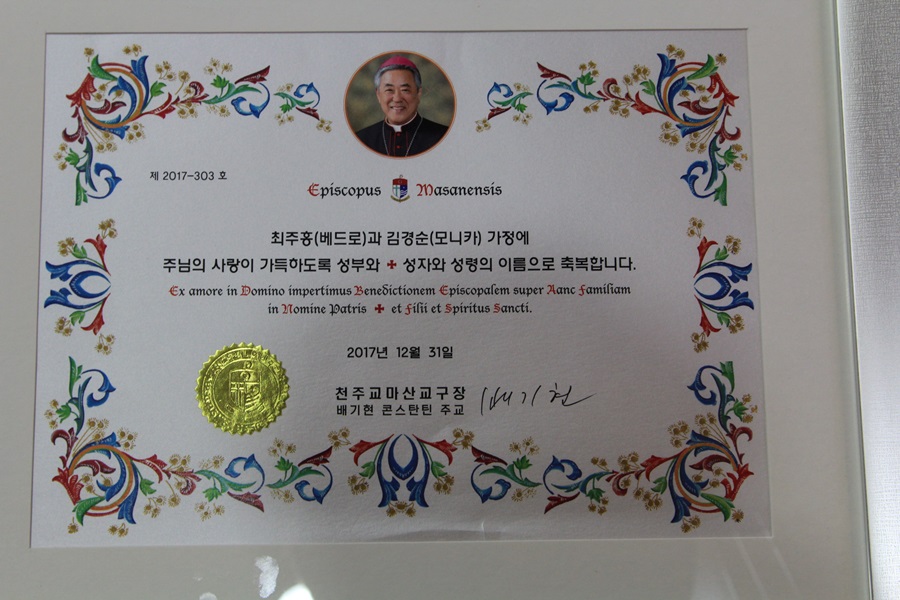 제 2017-303 호
Episcopus Masanensis
최주홍(베드로)과 김경순(모니카) 가정에
주님의 사랑이 가득하도록 성부와 ✚ 성자와 성령의 이름으로 축복합니다.
Ex amore in Domino impertimus Benedictionem Episcopalem super Aanc Familiam
in Nomine Patris ✚ et Filii et Spiritus Sancti.
2017년 12월 31일
천주교마산교구장
배기현 콘스탄틴 주교 배기현